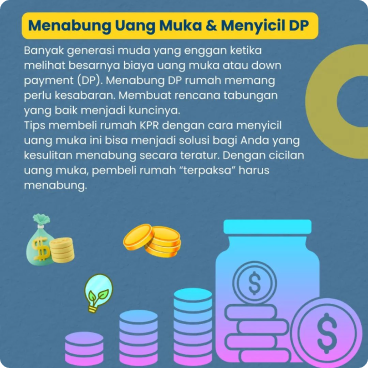 Menabung Uang Muka & Menyicil DP
Banyak generasi muda yang enggan ketika
melihat besarnya biaya uang muka atau down
payment (DP). Menabung DP rumah memang
perlu kesabaran. Membuat rencana tabungan
yang baik menjadi kuncinya.
Tips membeli rumah KPR dengan cara menyicil
uang muka ini bisa menjadi solusi bagi Anda yang
kesulitan menabung secara teratur. Dengan cicilan
uang muka, pembeli rumah “terpaksa” harus
menabung.